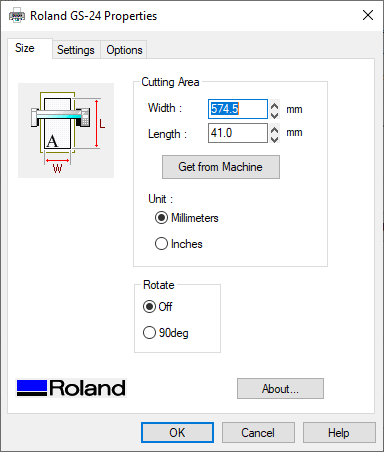 Roland GS-24 Properties
Size Settings Options
Cutting Area
Width : 574.5 mm
Length : 41.0 mm
Get from Machine
Unit :
Millimeters
Inches
A L
W
Rotate
Off
90deg
Roland About...
OK Cancel Help